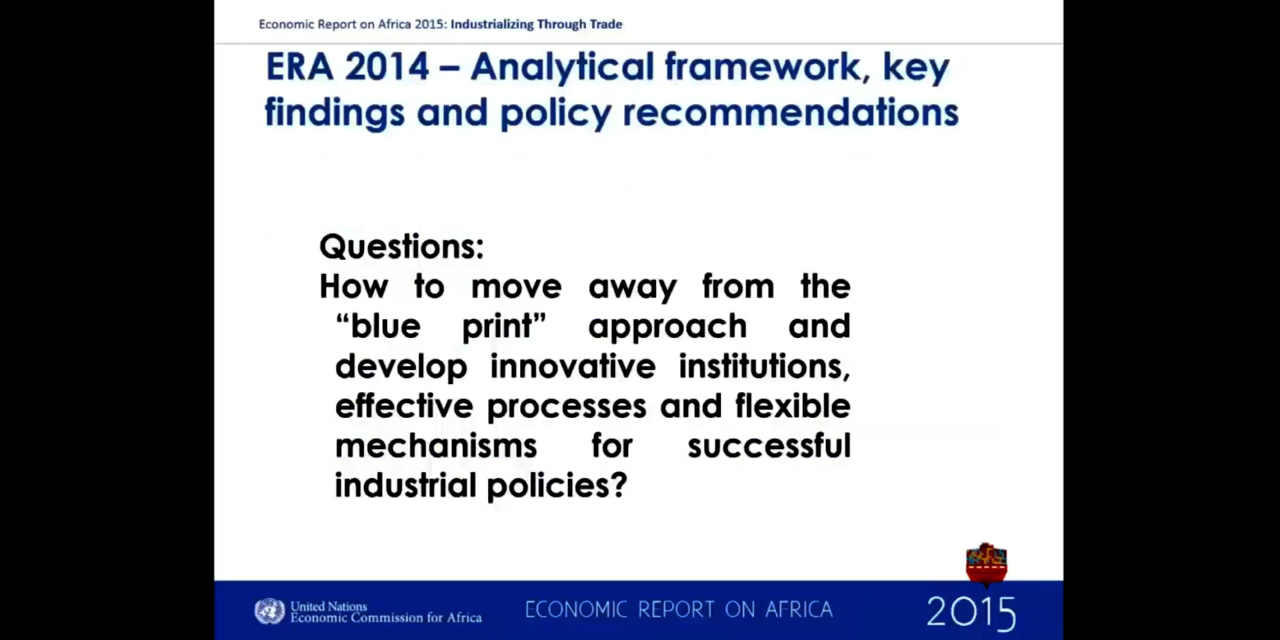 Economic Report on Africa 2015: Industrializing Through Trade
ERA 2014 – Analytical framework, key
findings and policy recommendations
Questions:
How to move away from the
“blue print” approach and
develop innovative institutions,
effective processes and flexible
mechanisms for successful
industrial policies?
United Nations
Economic Commission for Africa
ECONOMIC REPORT ON AFRICA
2015